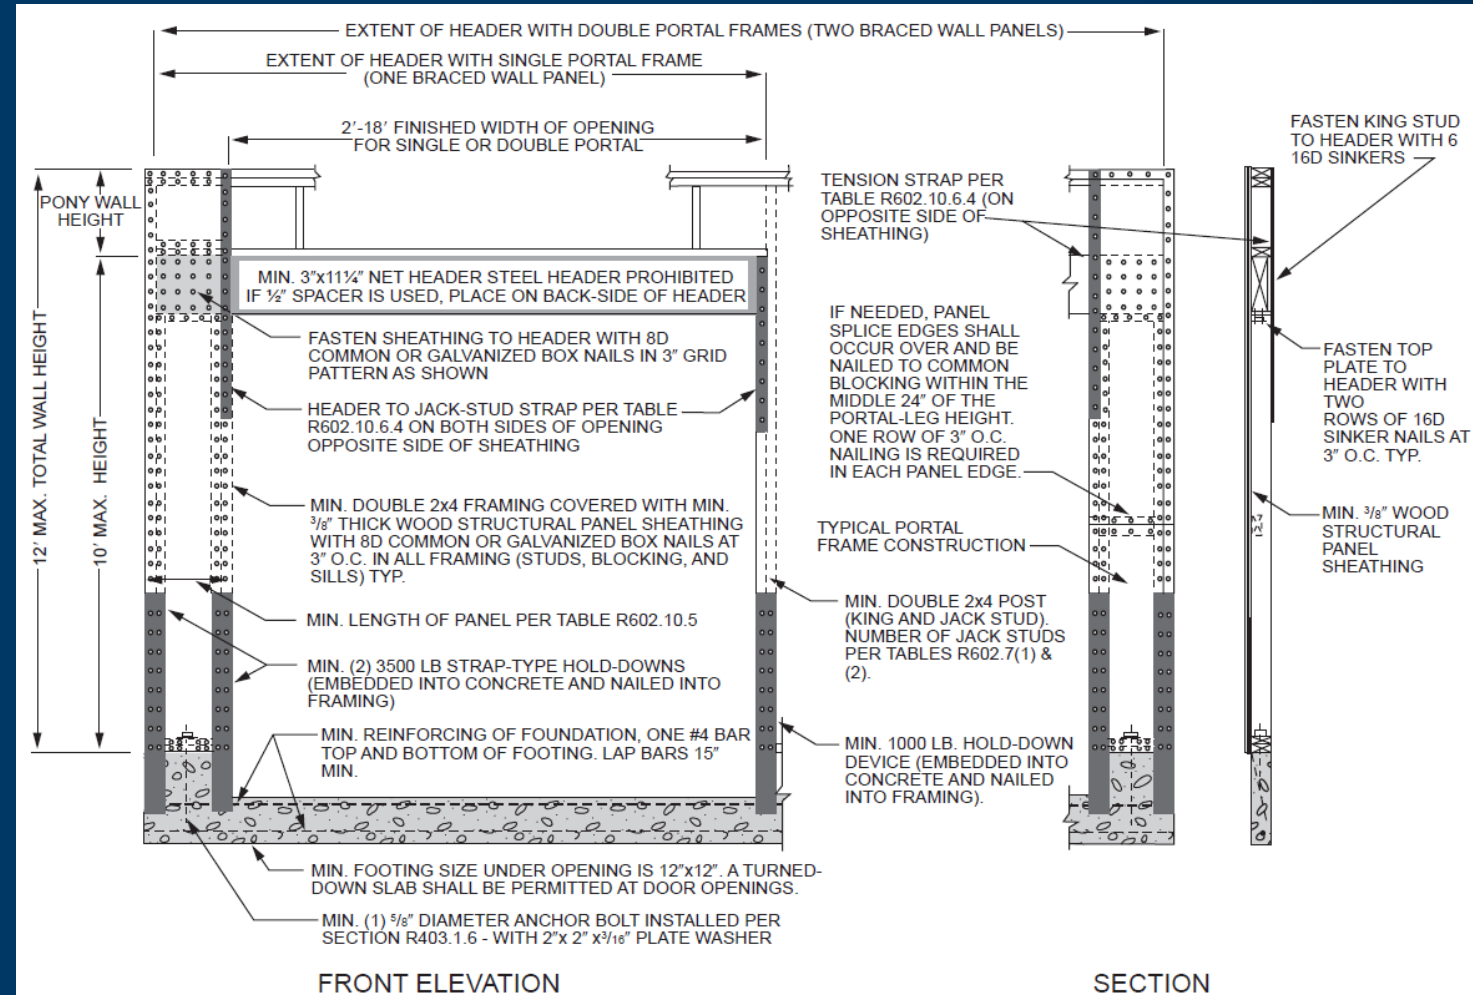 EXTENT OF HEADER WITH DOUBLE PORTAL FRAMES (TWO BRACED WALL PANELS)
EXTENT OF HEADER WITH SINGLE PORTAL FRAME
(ONE BRACED WALL PANEL)
2'-18' FINISHED WIDTH OF OPENING
FOR SINGLE OR DOUBLE PORTAL
PONY WALL
HEIGHT
12' MAX. TOTAL WALL HEIGHT
10' MAX. HEIGHT
MIN. 3"x11¼" NET HEADER STEEL HEADER PROHIBITED
IF ½" SPACER IS USED, PLACE ON BACK-SIDE OF HEADER
FASTEN SHEATHING TO HEADER WITH 8D
COMMON OR GALVANIZED BOX NAILS IN 3" GRID
PATTERN AS SHOWN
HEADER TO JACK-STUD STRAP PER TABLE
R602.10.6.4 ON BOTH SIDES OF OPENING
OPPOSITE SIDE OF SHEATHING
MIN. DOUBLE 2x4 FRAMING COVERED WITH MIN.
3/8" THICK WOOD STRUCTURAL PANEL SHEATHING
WITH 8D COMMON OR GALVANIZED BOX NAILS AT
3" O.C. IN ALL FRAMING (STUDS, BLOCKING, AND
SILLS) TYP.
MIN. LENGTH OF PANEL PER TABLE R602.10.5
MIN. (2) 3500 LB STRAP-TYPE HOLD-DOWNS
(EMBEDDED INTO CONCRETE AND NAILED INTO
FRAMING)
MIN. REINFORCING OF FOUNDATION, ONE #4 BAR
TOP AND BOTTOM OF FOOTING. LAP BARS 15"
MIN.
MIN. FOOTING SIZE UNDER OPENING IS 12"x12". A TURNED-
DOWN SLAB SHALL BE PERMITTED AT DOOR OPENINGS.
MIN. (1) 5/8" DIAMETER ANCHOR BOLT INSTALLED PER
SECTION R403.1.6 - WITH 2"x 2" x3/16" PLATE WASHER
FRONT ELEVATION
TENSION STRAP PER
TABLE R602.10.6.4 (ON
OPPOSITE SIDE OF
SHEATHING)
IF NEEDED, PANEL
SPLICE EDGES SHALL
OCCUR OVER AND BE
NAILED TO COMMON
BLOCKING WITHIN THE
MIDDLE 24" OF THE
PORTAL-LEG HEIGHT.
ONE ROW OF 3" O.C.
NAILING IS REQUIRED
IN EACH PANEL EDGE.
TYPICAL PORTAL
FRAME CONSTRUCTION
MIN. DOUBLE 2x4 POST
(KING AND JACK STUD).
NUMBER OF JACK STUDS
PER TABLES R602.7(1) &
(2).
MIN. 1000 LB. HOLD-DOWN
DEVICE (EMBEDDED INTO
CONCRETE AND NAILED
INTO FRAMING).
FASTEN KING STUD
TO HEADER WITH 6
16D SINKERS
FASTEN TOP
PLATE TO
HEADER WITH
TWO
ROWS OF 16D
SINKER NAILS AT
3" O.C. TYP.
MIN. 3/8" WOOD
STRUCTURAL
PANEL
SHEATHING
SECTION